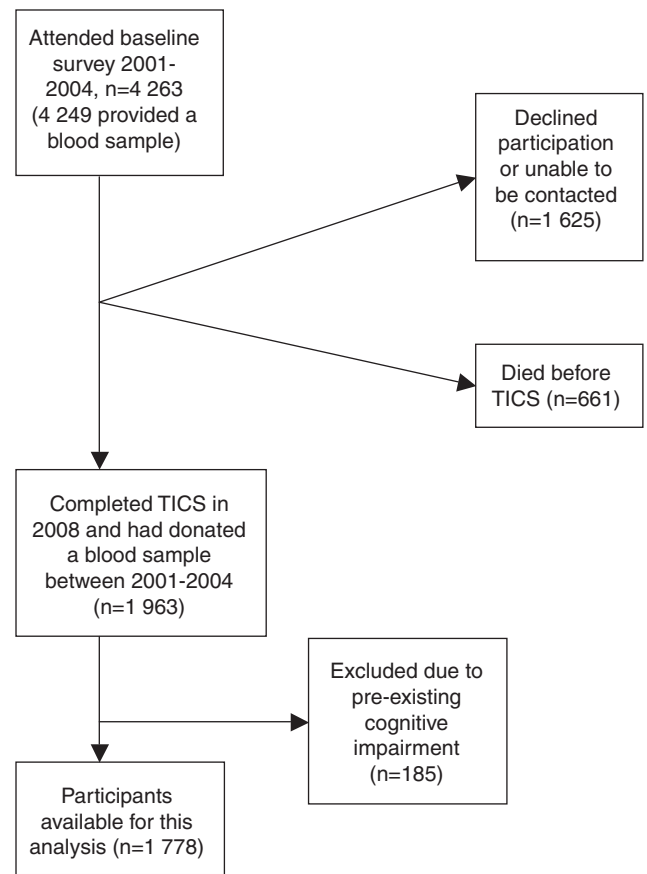 Attended baseline
survey 2001-
2004, n=4 263
(4 249 provided a
blood sample)
Declined
participation
or unable to
be contacted
(n=1 625)
Died before
TICS (n=661)
Completed TICS in
2008 and had donated
a blood sample
between 2001-2004
(n=1 963)
Excluded due to
pre-existing
cognitive
impairment
(n=185)
Participants
available for this
analysis (n=1 778)